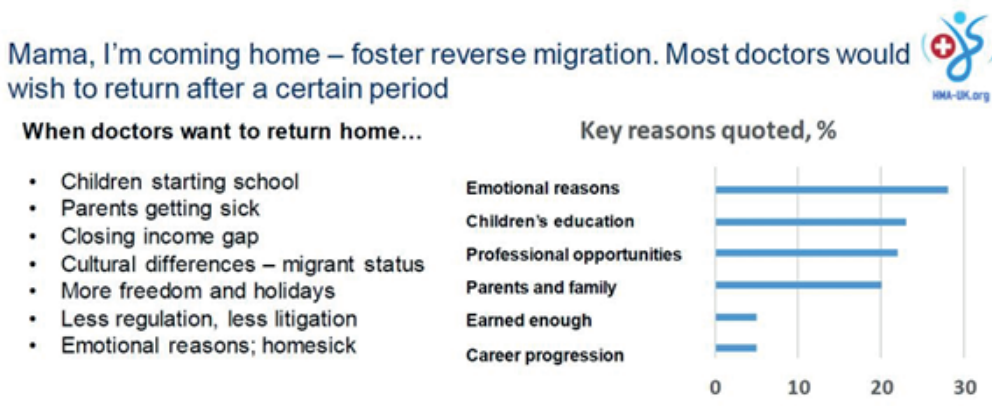 Mama, I'm coming home – foster reverse migration. Most doctors would
wish to return after a certain period
HMA-UK.org
When doctors want to return home...
• Children starting school
• Parents getting sick
• Closing income gap
• Cultural differences – migrant status
• More freedom and holidays
• Less regulation, less litigation
• Emotional reasons; homesick
Key reasons quoted, %
Emotional reasons
Children's education
Professional opportunities
Parents and family
Earned enough
Career progression
0 10 20 30